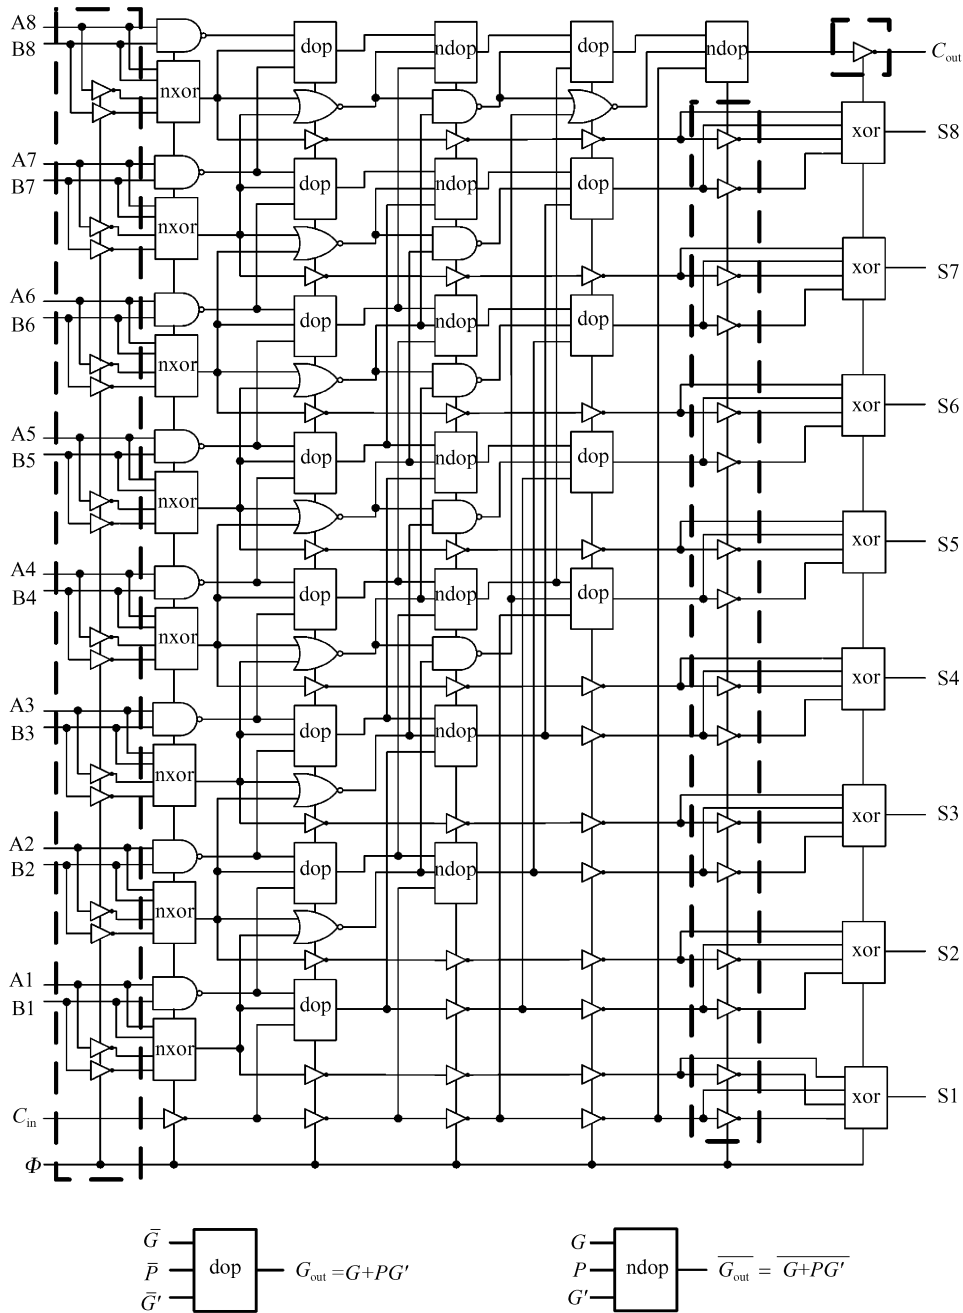 A8
B8
dop
ndop
dop
ndop
C_out
nxor
xor
S8
A7
B7
dop
ndop
dop
nxor
xor
S7
A6
B6
dop
ndop
dop
nxor
xor
S6
A5
B5
dop
ndop
dop
nxor
xor
S5
A4
B4
dop
ndop
dop
nxor
xor
S4
A3
B3
dop
ndop
nxor
xor
S3
A2
B2
dop
ndop
nxor
xor
S2
A1
B1
dop
nxor
xor
S1
C_in
Φ
G̅
P̅
G̅′
dop
G_out = G+PG′
G
P
G′
ndop
\overline{G_out} = \overline{G+PG′}